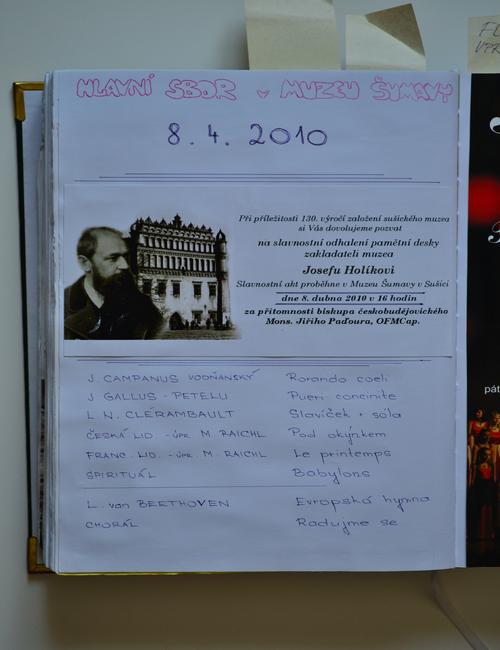 HLAVNÍ SBOR v MUZEU ŠUMAVY
8. 4. 2010
Při příležitosti 130. výročí založení sušického muzea
si Vás dovolujeme pozvat
na slavnostní odhalení pamětní desky
zakladateli muzea
Josefu Holíkovi
Slavnostní akt proběhne v Muzeu Šumavy v Sušici
dne 8. dubna 2010 v 16 hodin
za přítomnosti biskupa českobudějovického
Mons. Jiřího Paďoura, OFMCap.
J. CAMPANUS VODŇANSKÝ Rorando coeli
J GALLUS - PETELU Pueri concinite
L. N. CLÉRAMBAULT Slavíček + sóla
ČESKÁ LID. - úpr. M. RAICHL Pod okýnkem
FRANC. LID. - úpr. M. RAICHL Le printemps
SPIRITUÁL Babylons
L. van BEETHOVEN Evropská hymna
CHORÁL Radujme se